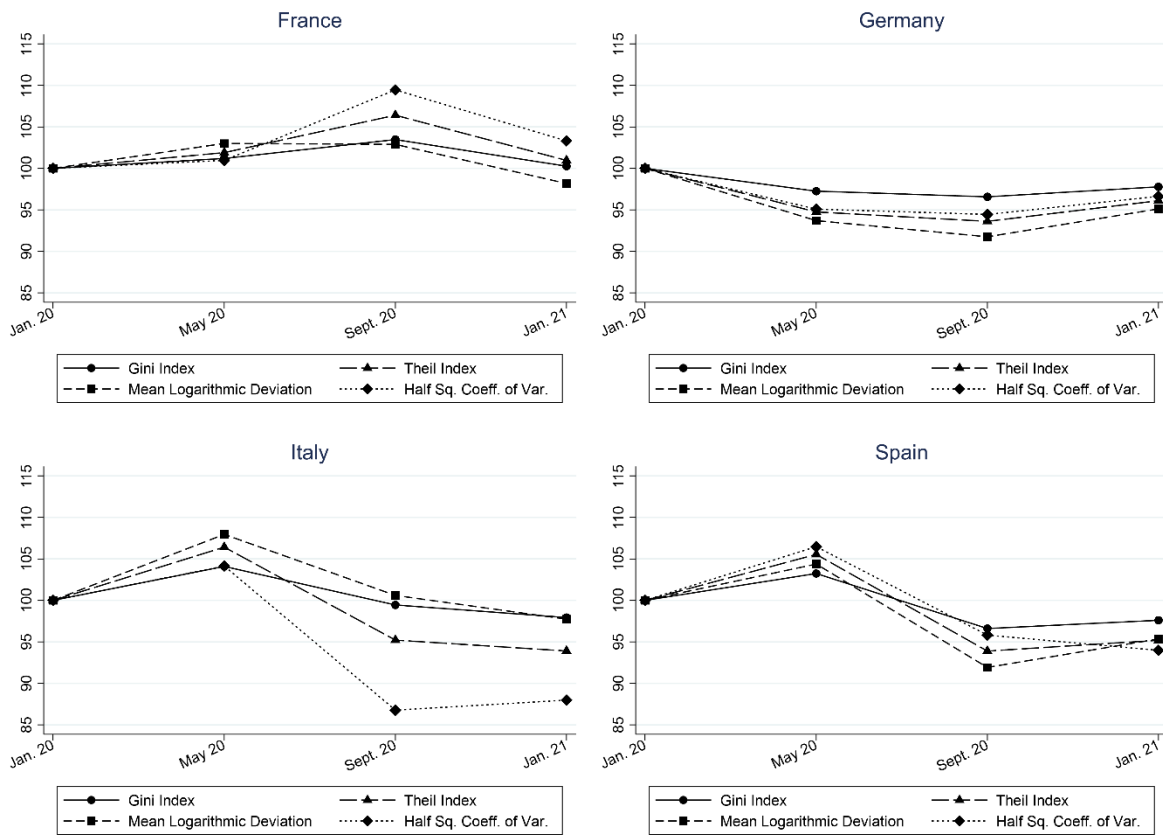 France
115
110
105
100
95
90
85
Jan. 20
May 20
Sept. 20
Jan. 21
Gini Index
Theil Index
Mean Logarithmic Deviation
Half Sq. Coeff. of Var.
Germany
115
110
105
100
95
90
85
Jan. 20
May 20
Sept. 20
Jan. 21
Gini Index
Theil Index
Mean Logarithmic Deviation
Half Sq. Coeff. of Var.
Italy
115
110
105
100
95
90
85
Jan. 20
May 20
Sept. 20
Jan. 21
Gini Index
Theil Index
Mean Logarithmic Deviation
Half Sq. Coeff. of Var.
Spain
115
110
105
100
95
90
85
Jan. 20
May 20
Sept. 20
Jan. 21
Gini Index
Theil Index
Mean Logarithmic Deviation
Half Sq. Coeff. of Var.